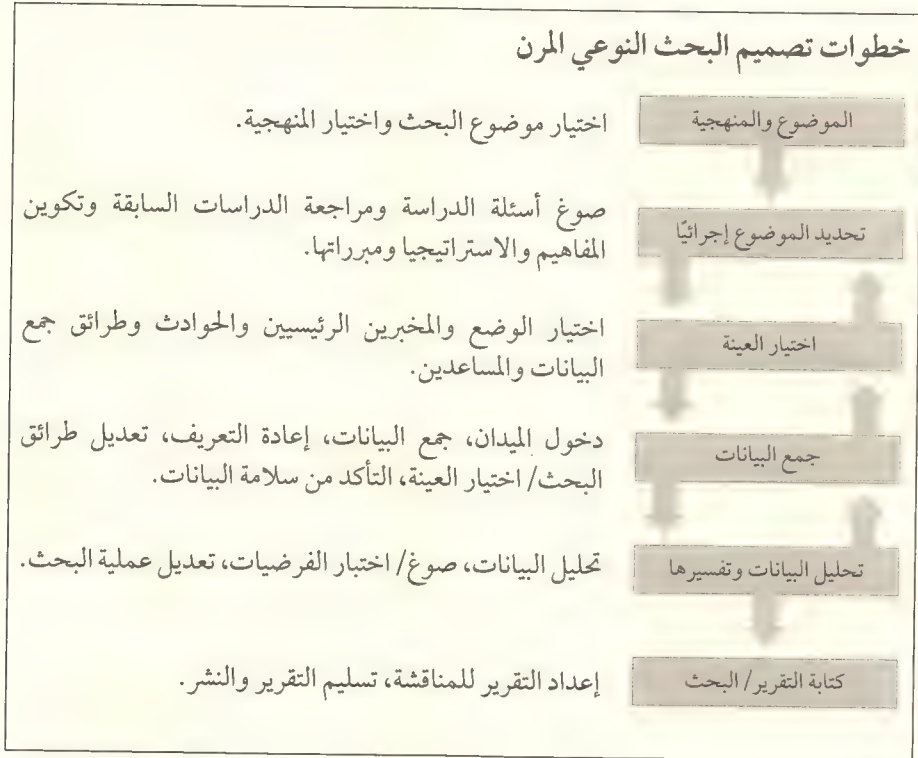 خطوات تصميم البحث النوعي المرن
الموضوع والمنهجية
اختيار موضوع البحث واختيار المنهجية.
تحديد الموضوع إجرائيًا
صوغ أسئلة الدراسة ومراجعة الدراسات السابقة وتكوين
المفاهيم والاستراتيجيا ومبرراتها.
اختيار العينة
اختيار الوضع والمخبرين الرئيسيين والحوادث وطرائق جمع
البيانات والمساعدين.
جمع البيانات
دخول الميدان، جمع البيانات، إعادة التعريف، تعديل طرائق
البحث/ اختيار العينة، التأكد من سلامة البيانات.
تحليل البيانات وتفسيرها
تحليل البيانات، صوغ/ اختبار الفرضيات، تعديل عملية البحث.
كتابة التقرير/ البحث
إعداد التقرير للمناقشة، تسليم التقرير والنشر.